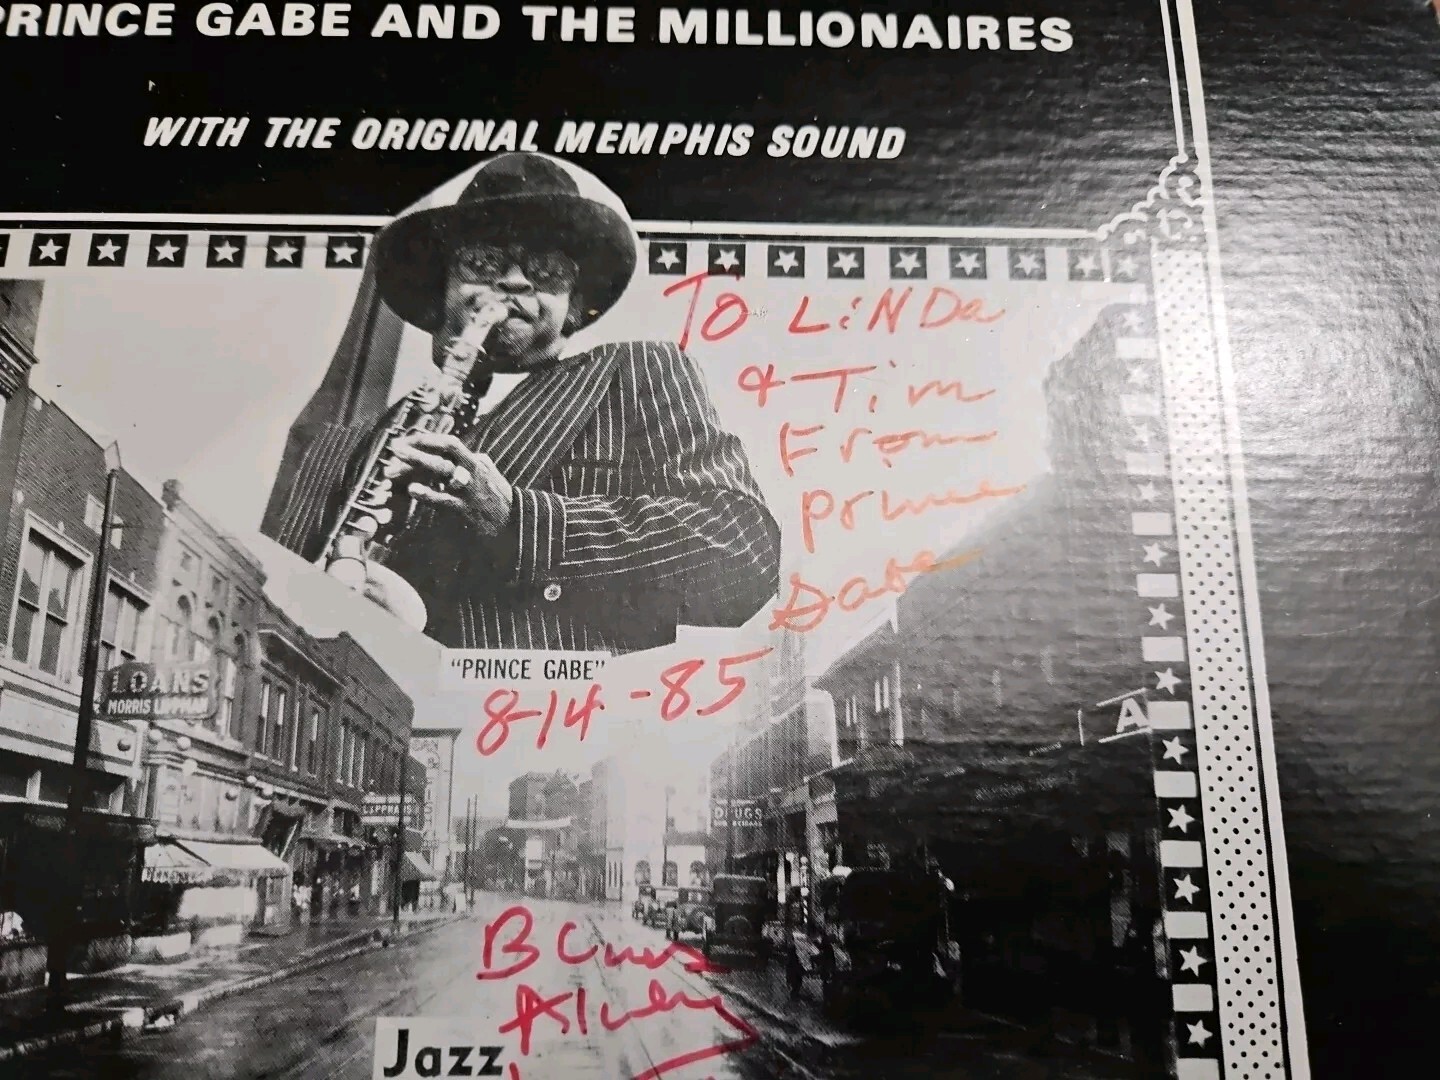 PRINCE GABE AND THE MILLIONAIRES
WITH THE ORIGINAL MEMPHIS SOUND
TO LiNDa
& Tim
From
Prince
Gabe
"PRINCE GABE"
8-14-85
LOANS
MORRIS LIPPMAN
DRUGS
A
Blues
Jazz